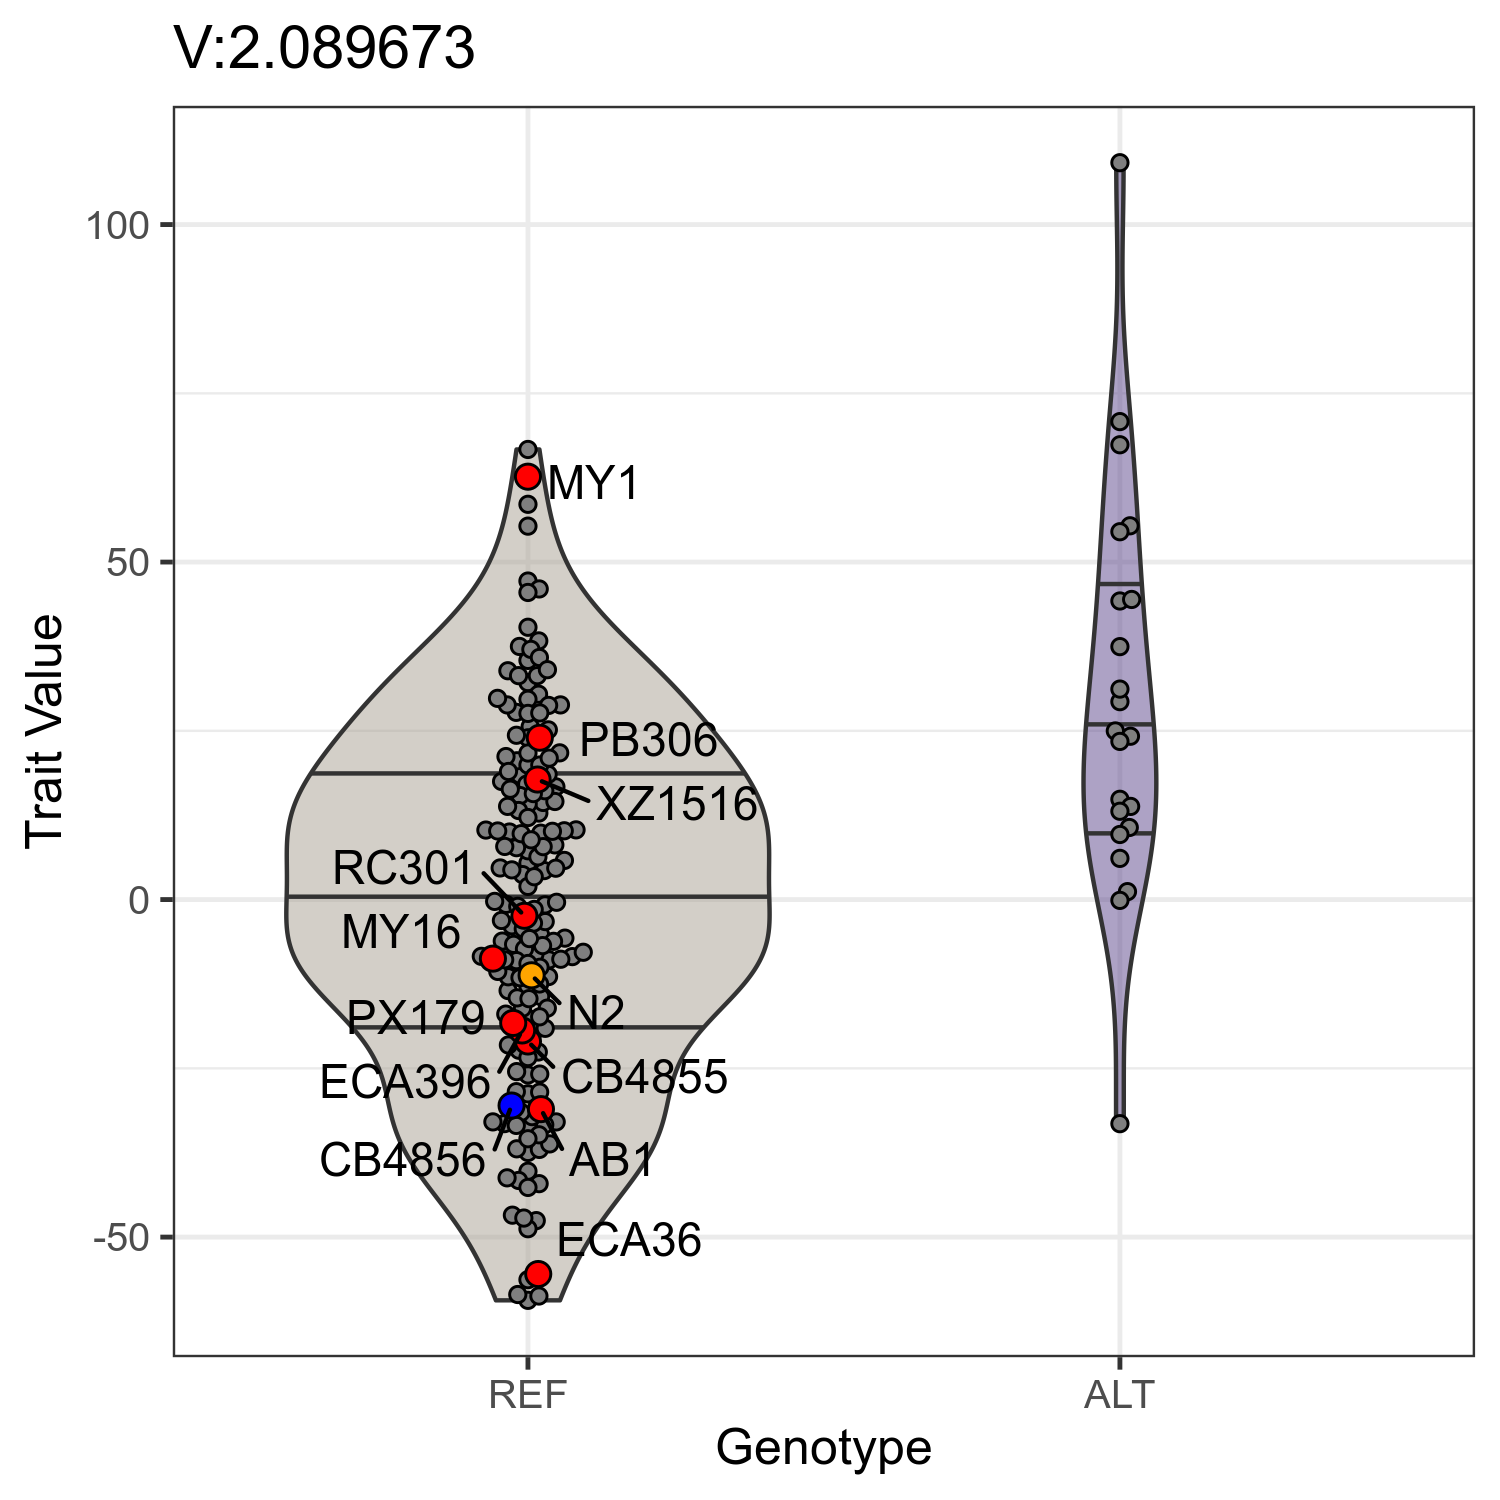 V:2.089673
100
50
0
-50
Trait Value
MY1
PB306
XZ1516
RC301
MY16
PX179
N2
ECA396
CB4855
CB4856
AB1
ECA36
REF
ALT
Genotype